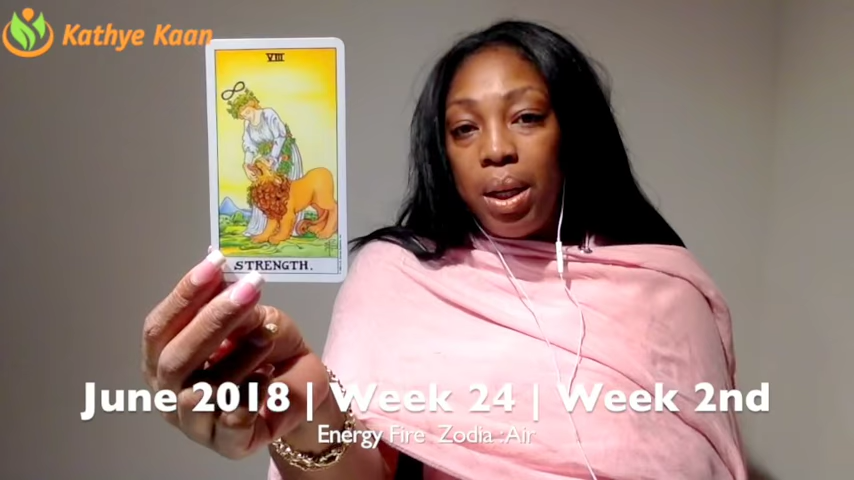 Kathye Kaan
VIII
STRENGTH.
June 2018 | Week 24 | Week 2nd
Energy Fire Zodia :Air